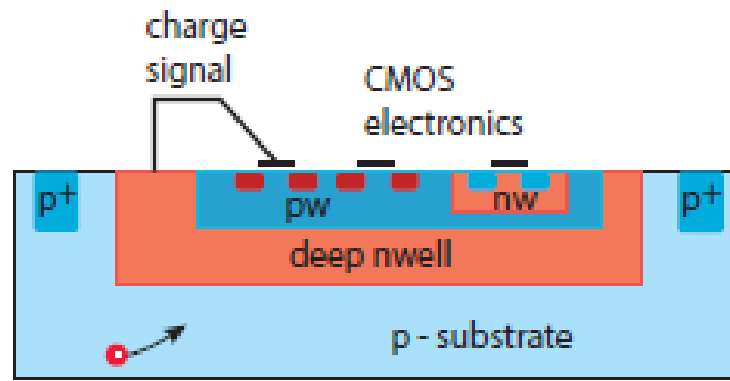 charge
signal
CMOS
electronics
p+
pw
nw
p+
deep nwell
p - substrate